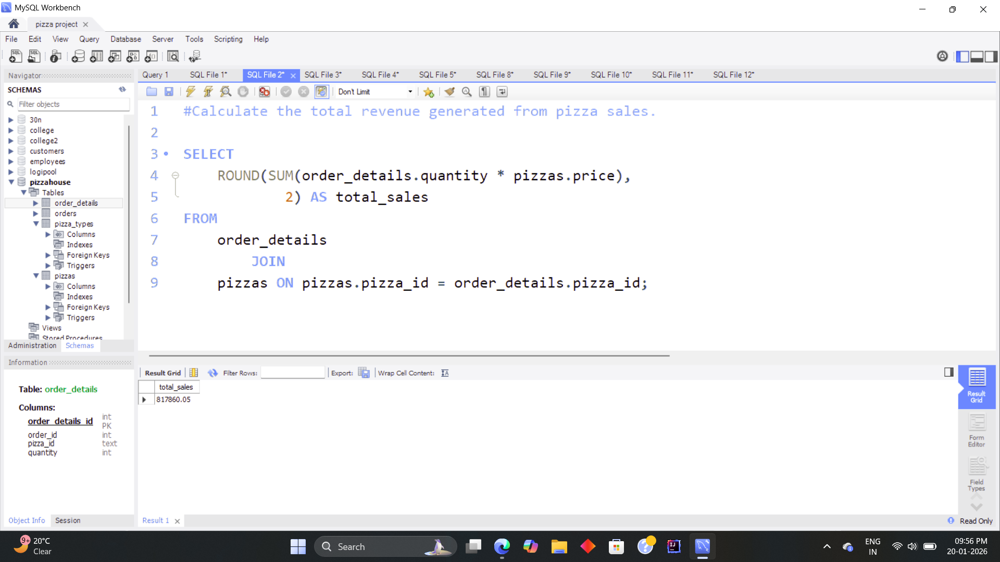 MySQL Workbench
pizza project
File Edit View Query Database Server Tools Scripting Help
Navigator
Query 1 SQL File 1* SQL File 2* SQL File 3* SQL File 4* SQL File 5* SQL File 8* SQL File 9* SQL File 10* SQL File 11* SQL File 12*
SCHEMAS
Don't Limit
Filter objects
30n
college
college2
customers
employees
logipool
pizzahouse
Tables
order_details
orders
pizza_types
Columns
Indexes
Foreign Keys
Triggers
pizzas
Columns
Indexes
Foreign Keys
Triggers
Views
Stored Procedures
Administration Schemas
1 #Calculate the total revenue generated from pizza sales.
2
3 SELECT
4 ROUND(SUM(order_details.quantity * pizzas.price),
5 2) AS total_sales
6 FROM
7 order_details
8 JOIN
9 pizzas ON pizzas.pizza_id = order_details.pizza_id;
Information
Table: order_details
Columns:
order_details_id int PK
order_id int
pizza_id text
quantity int
Object Info Session
Result Grid Filter Rows: Export: Wrap Cell Content:
total_sales
817860.05
Result Grid
Form Editor
Field Types
Result 1
Read Only
9+
20°C
Clear
Search
IJ
ENG
IN
09:56 PM
20-01-2026